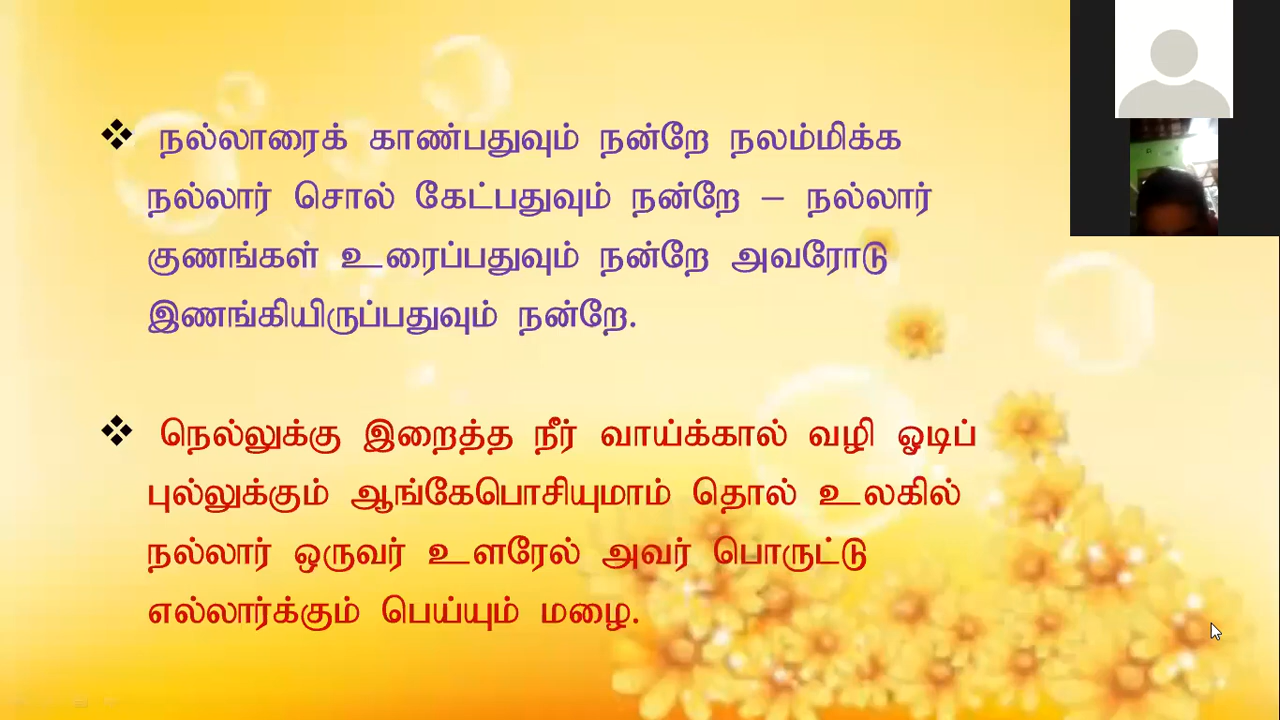 ❖ நல்லாரைக் காண்பதுவும் நன்றே நலம்மிக்க
நல்லார் சொல் கேட்பதுவும் நன்றே – நல்லார்
குணங்கள் உரைப்பதுவும் நன்றே அவரோடு
இணங்கியிருப்பதுவும் நன்றே.
❖ நெல்லுக்கு இறைத்த நீர் வாய்க்கால் வழி ஓடிப்
புல்லுக்கும் ஆங்கேபொசியுமாம் தொல் உலகில்
நல்லார் ஒருவர் உளரேல் அவர் பொருட்டு
எல்லார்க்கும் பெய்யும் மழை.